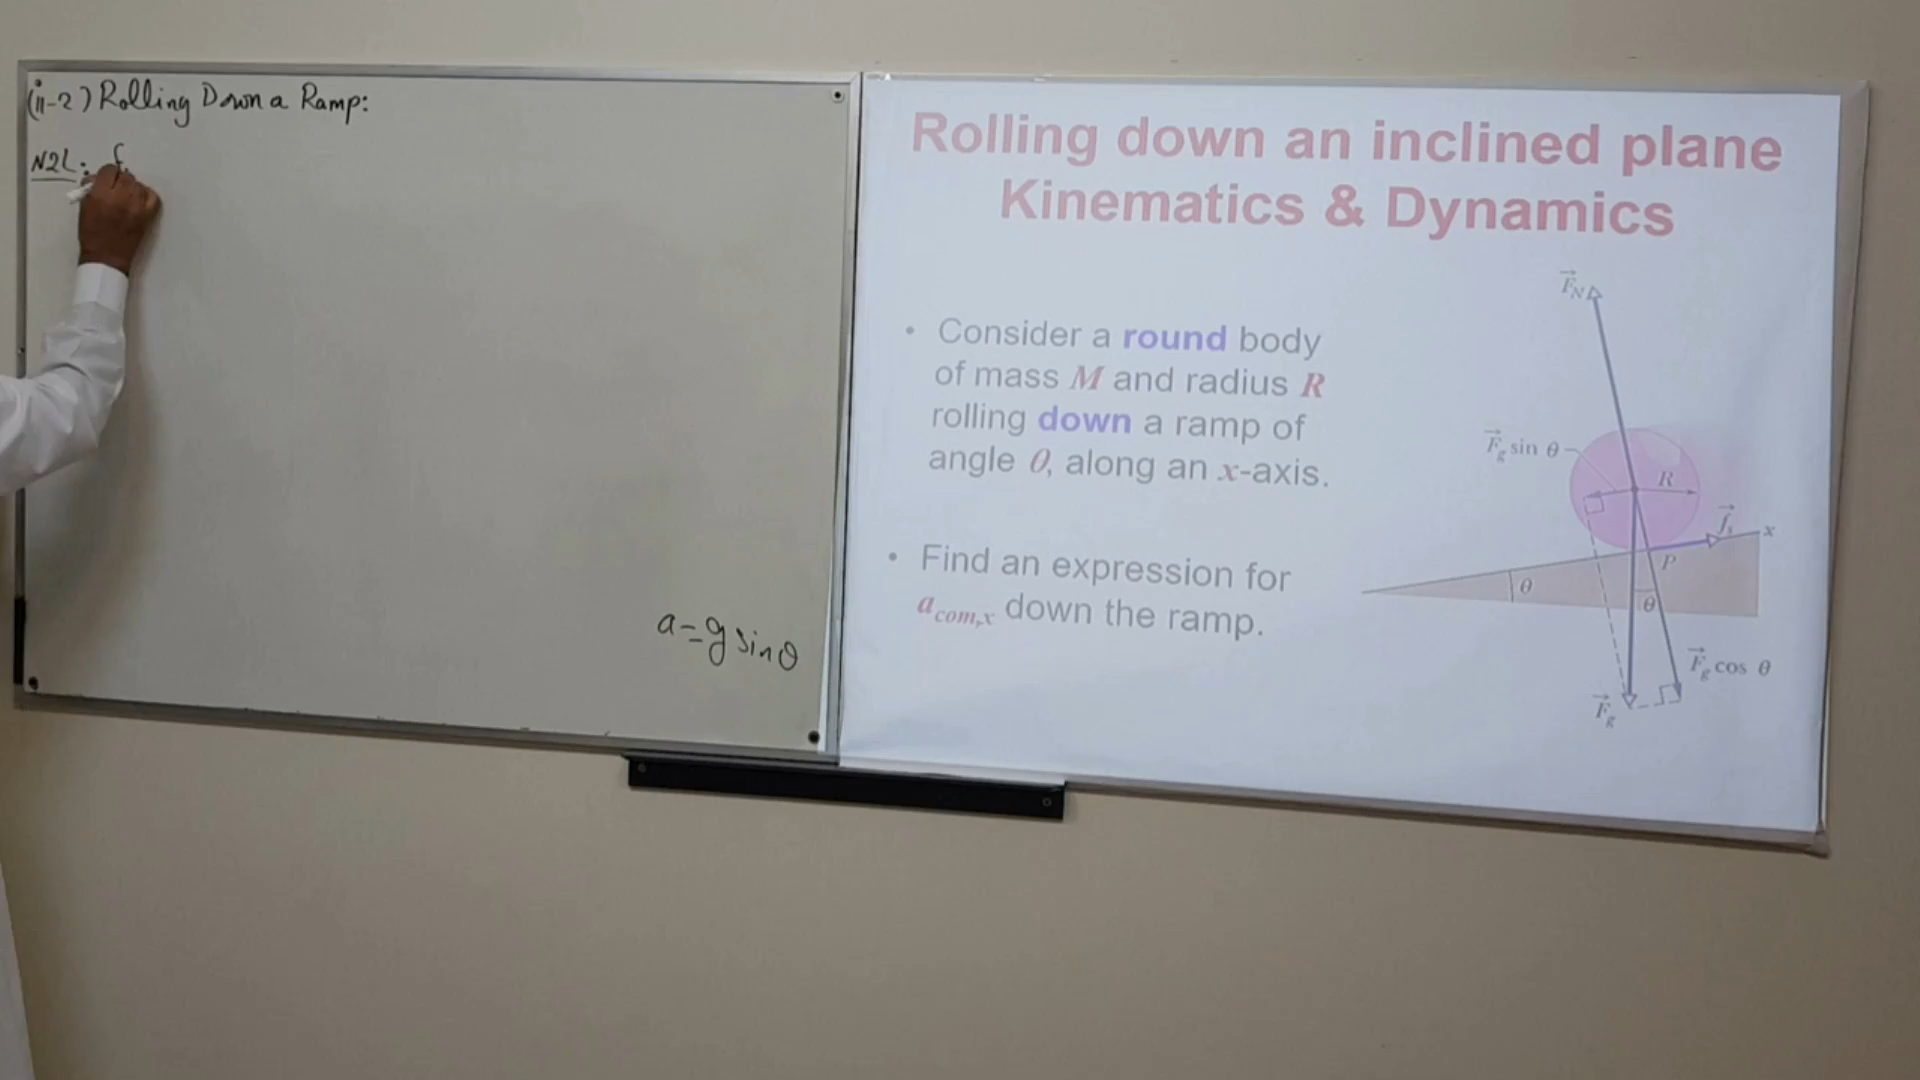 (11-2) Rolling Down a Ramp:
N2L: f
a = g sin θ
Rolling down an inclined plane
Kinematics & Dynamics
• Consider a round body
of mass M and radius R
rolling down a ramp of
angle θ, along an x-axis.
• Find an expression for
a_com,x down the ramp.
F_N
F_g sin θ
R
f_s
x
P
θ
θ
F_g cos θ
F_g